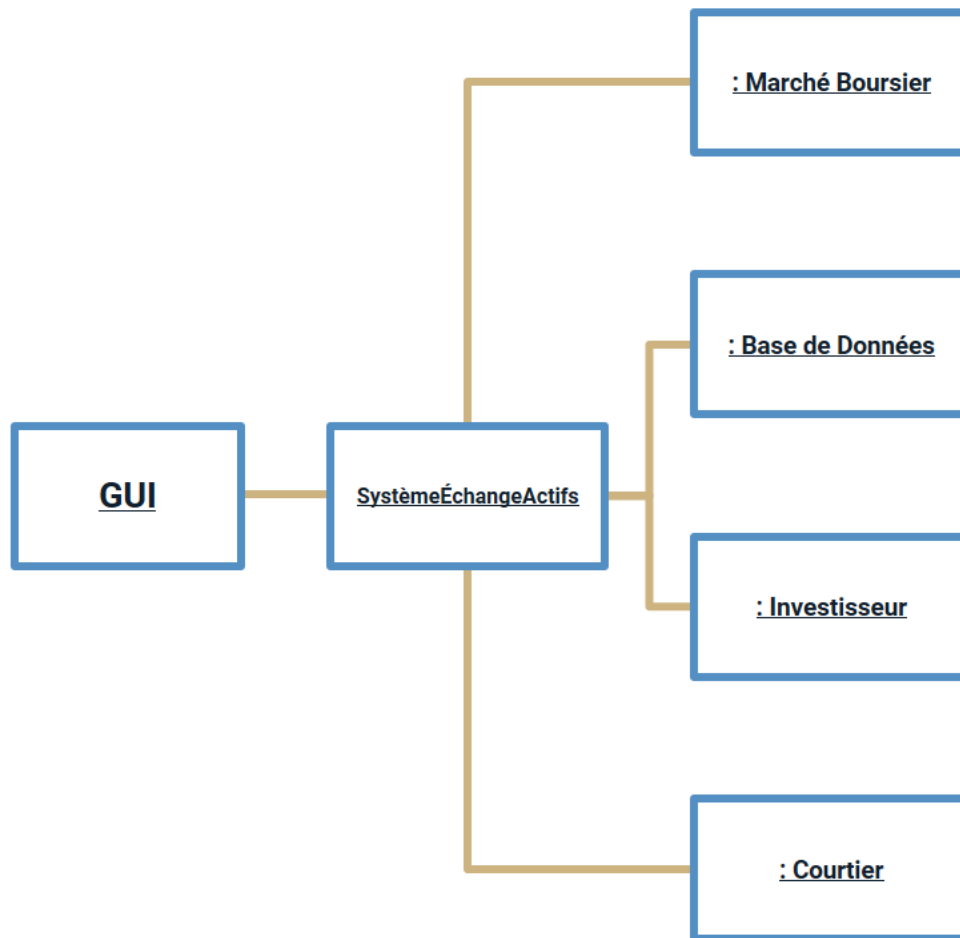 : Marché Boursier
: Base de Données
GUI
SystèmeÉchangeActifs
: Investisseur
: Courtier